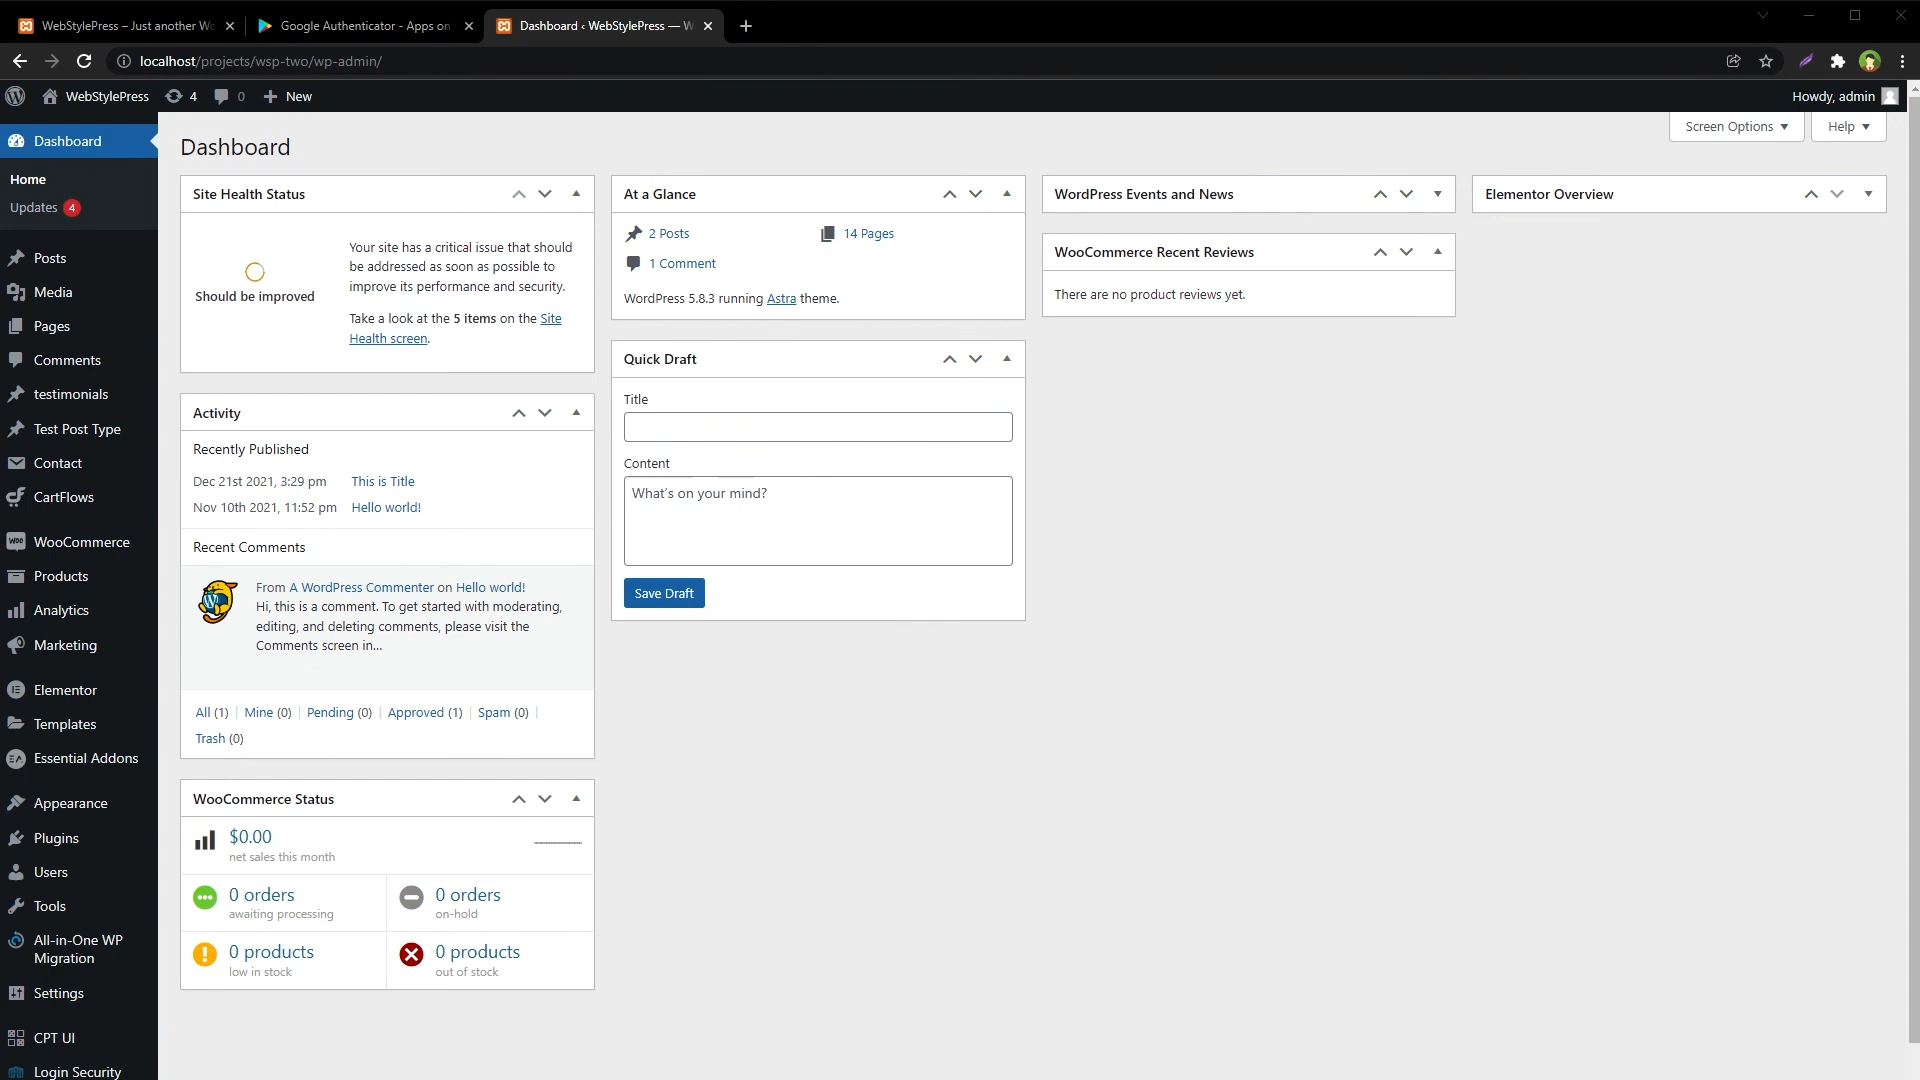 WebStylePress – Just another Wo
Google Authenticator - Apps on
Dashboard ‹ WebStylePress — W
localhost/projects/wsp-two/wp-admin/
WebStylePress
4
0
New
Howdy, admin
Screen Options
Help
Dashboard
Home
Updates 4
Posts
Media
Pages
Comments
testimonials
Test Post Type
Contact
CartFlows
WooCommerce
Products
Analytics
Marketing
Elementor
Templates
Essential Addons
Appearance
Plugins
Users
Tools
All-in-One WP
Migration
Settings
CPT UI
Login Security
Dashboard
Site Health Status
Should be improved
Your site has a critical issue that should
be addressed as soon as possible to
improve its performance and security.
Take a look at the 5 items on the Site
Health screen.
Activity
Recently Published
Dec 21st 2021, 3:29 pm This is Title
Nov 10th 2021, 11:52 pm Hello world!
Recent Comments
From A WordPress Commenter on Hello world!
Hi, this is a comment. To get started with moderating,
editing, and deleting comments, please visit the
Comments screen in…
All (1) | Mine (0) | Pending (0) | Approved (1) | Spam (0) |
Trash (0)
WooCommerce Status
$0.00
net sales this month
0 orders
awaiting processing
0 orders
on-hold
0 products
low in stock
0 products
out of stock
At a Glance
2 Posts
14 Pages
1 Comment
WordPress 5.8.3 running Astra theme.
Quick Draft
Title
Content
What's on your mind?
Save Draft
WordPress Events and News
WooCommerce Recent Reviews
There are no product reviews yet.
Elementor Overview